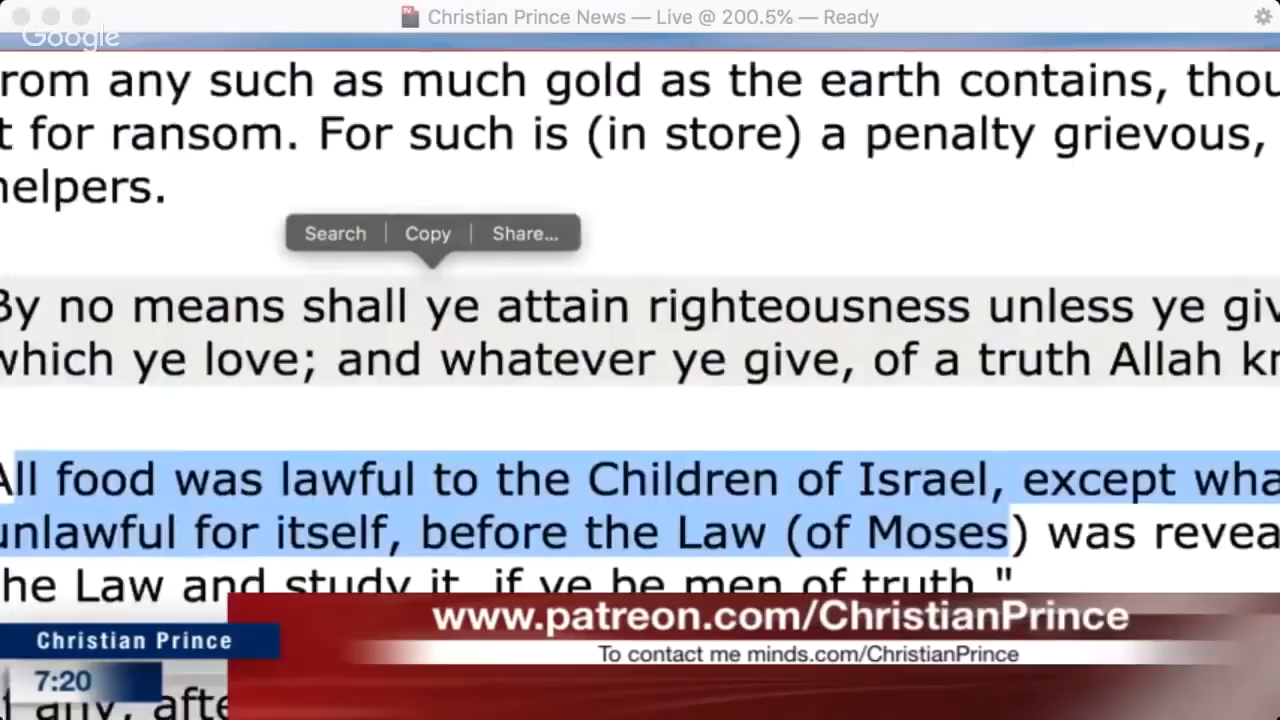 Christian Prince News — Live @ 200.5% — Ready
Google
rom any such as much gold as the earth contains, thou
t for ransom. For such is (in store) a penalty grievous,
helpers.
Search Copy Share...
By no means shall ye attain righteousness unless ye giv
which ye love; and whatever ye give, of a truth Allah kn
All food was lawful to the Children of Israel, except wha
unlawful for itself, before the Law (of Moses) was revea
he Law and study it, if ye be men of truth."
www.patreon.com/ChristianPrince
Christian Prince
To contact me minds.com/ChristianPrince
7:20
f any, afte